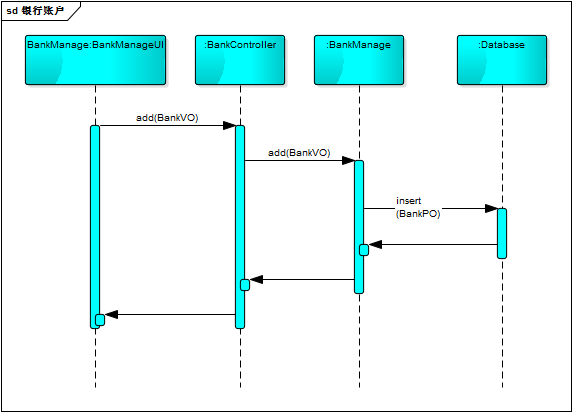 sd 银行账户
BankManage:BankManageUI
:BankController
:BankManage
:Database
add(BankVO)
add(BankVO)
insert
(BankPO)